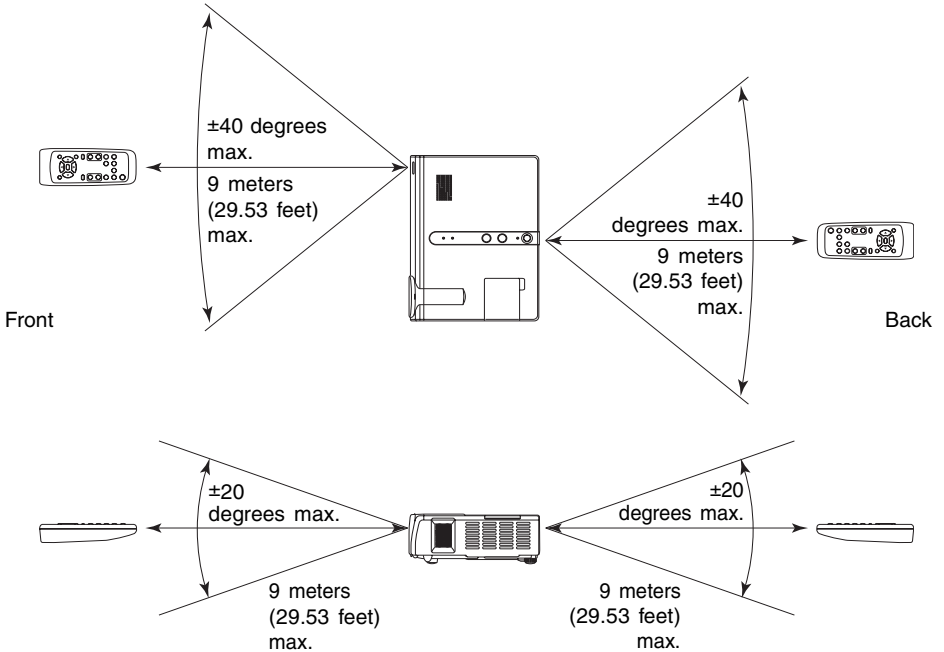 ±40 degrees
max.
9 meters
(29.53 feet)
max.
±40
degrees max.
9 meters
(29.53 feet)
max.
Front
Back
±20
degrees max.
9 meters
(29.53 feet)
max.
±20
degrees max.
9 meters
(29.53 feet)
max.